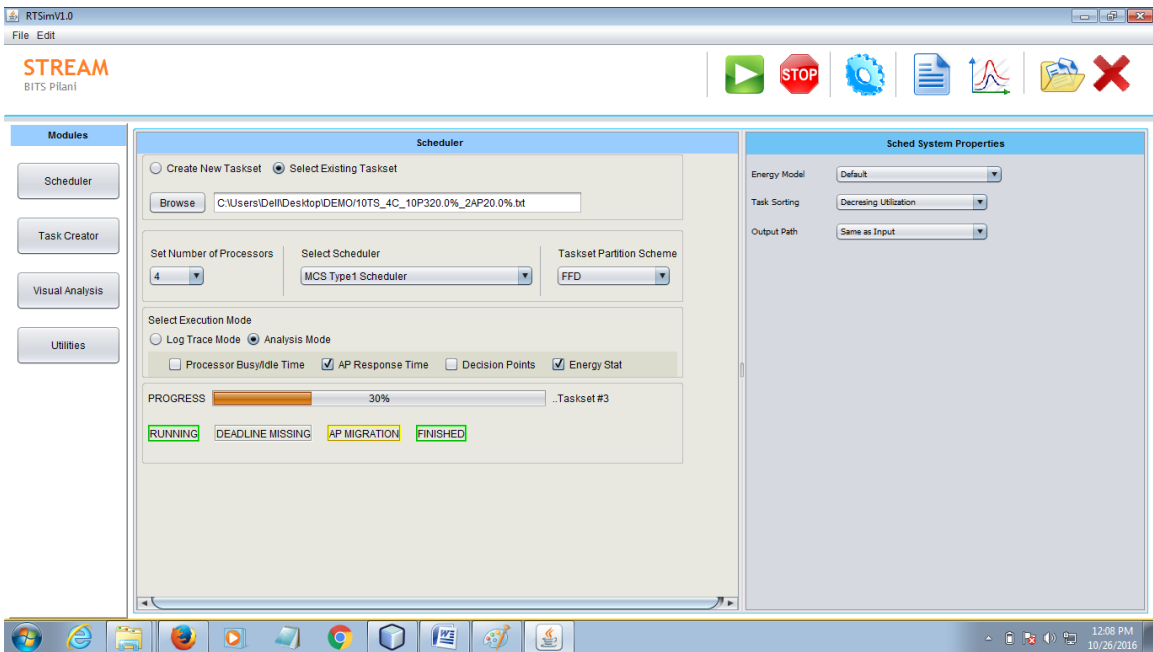 RTSimV1.0
File Edit
STREAM
BITS Pilani
STOP
Modules
Scheduler
Task Creator
Visual Analysis
Utilities
Scheduler
Create New Taskset Select Existing Taskset
Browse C:\Users\Dell\Desktop\DEMO/10TS_4C_10P320.0%_2AP20.0%.txt
Set Number of Processors Select Scheduler Taskset Partition Scheme
4 MCS Type1 Scheduler FFD
Select Execution Mode
Log Trace Mode Analysis Mode
Processor Busy/Idle Time AP Response Time Decision Points Energy Stat
PROGRESS 30% ..Taskset #3
RUNNING DEADLINE MISSING AP MIGRATION FINISHED
Sched System Properties
Energy Model Default
Task Sorting Decresing Utilization
Output Path Same as Input
12:08 PM
10/26/2016